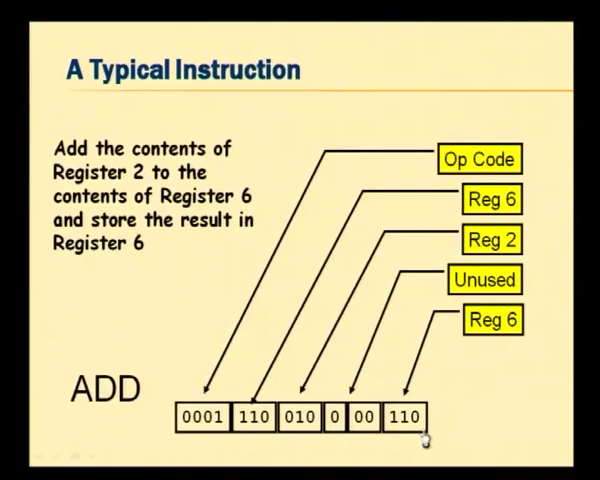 A Typical Instruction
Add the contents of
Register 2 to the
contents of Register 6
and store the result in
Register 6
Op Code
Reg 6
Reg 2
Unused
Reg 6
ADD
0001 110 010 0 00 110